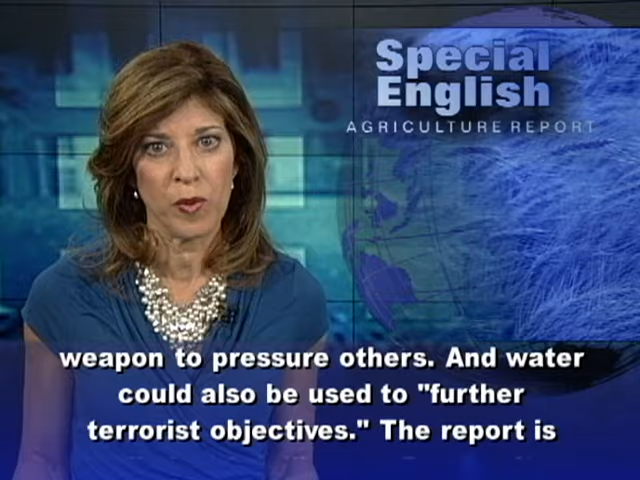 Special
English
AGRICULTURE REPORT
weapon to pressure others. And water
could also be used to "further
terrorist objectives." The report is